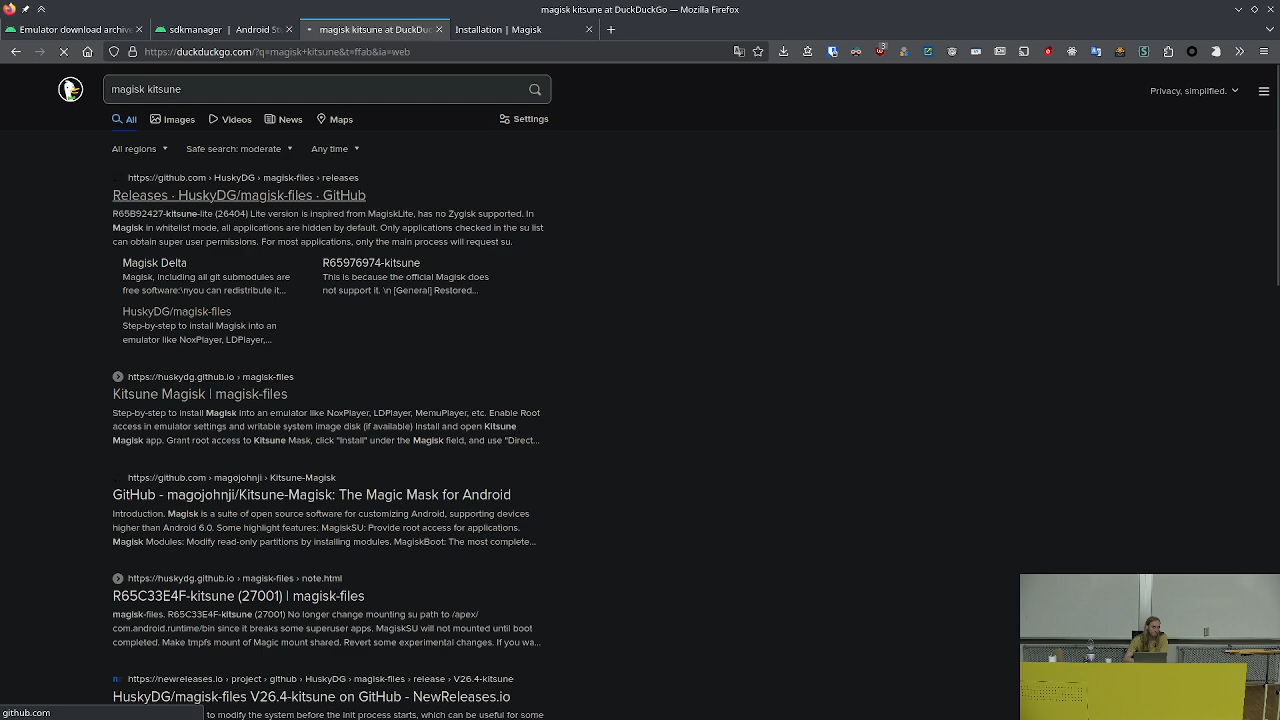 magisk kitsune at DuckDuckGo — Mozilla Firefox
Emulator download archive
sdkmanager | Android St
magisk kitsune at DuckDuc
Installation | Magisk
https://duckduckgo.com/?q=magisk+kitsune&t=ffab&ia=web
3
magisk kitsune
Privacy, simplified.
All
Images
Videos
News
Maps
Settings
All regions
Safe search: moderate
Any time
https://github.com › HuskyDG › magisk-files › releases
Releases · HuskyDG/magisk-files · GitHub
R65B92427-kitsune-lite (26404) Lite version is inspired from MagiskLite, has no Zygisk supported. In
Magisk in whitelist mode, all applications are hidden by default. Only applications checked in the su list
can obtain super user permissions. For most applications, only the main process will request su.
Magisk Delta
Magisk, including all git submodules are
free software:\nyou can redistribute it...
R65976974-kitsune
This is because the official Magisk does
not support it. \n [General] Restored...
HuskyDG/magisk-files
Step-by-step to install Magisk into an
emulator like NoxPlayer, LDPlayer,...
https://huskydg.github.io › magisk-files
Kitsune Magisk | magisk-files
Step-by-step to install Magisk into an emulator like NoxPlayer, LDPlayer, MemuPlayer, etc. Enable Root
access in emulator settings and writable system image disk (if available) Install and open Kitsune
Magisk app. Grant root access to Kitsune Mask, click "Install" under the Magisk field, and use "Direct...
https://github.com › magojohnji › Kitsune-Magisk
GitHub - magojohnji/Kitsune-Magisk: The Magic Mask for Android
Introduction. Magisk is a suite of open source software for customizing Android, supporting devices
higher than Android 6.0. Some highlight features: MagiskSU: Provide root access for applications.
Magisk Modules: Modify read-only partitions by installing modules. MagiskBoot: The most complete...
https://huskydg.github.io › magisk-files › note.html
R65C33E4F-kitsune (27001) | magisk-files
magisk-files. R65C33E4F-kitsune (27001) No longer change mounting su path to /apex/
com.android.runtime/bin since it breaks some superuser apps. MagiskSU will not mounted until boot
completed. Make tmpfs mount of Magic mount shared. Revert some experimental changes. If you wa...
https://newreleases.io › project › github › HuskyDG › magisk-files › release › V26.4-kitsune
HuskyDG/magisk-files V26.4-kitsune on GitHub - NewReleases.io
to modify the system before the Init process starts, which can be useful for some
github.com